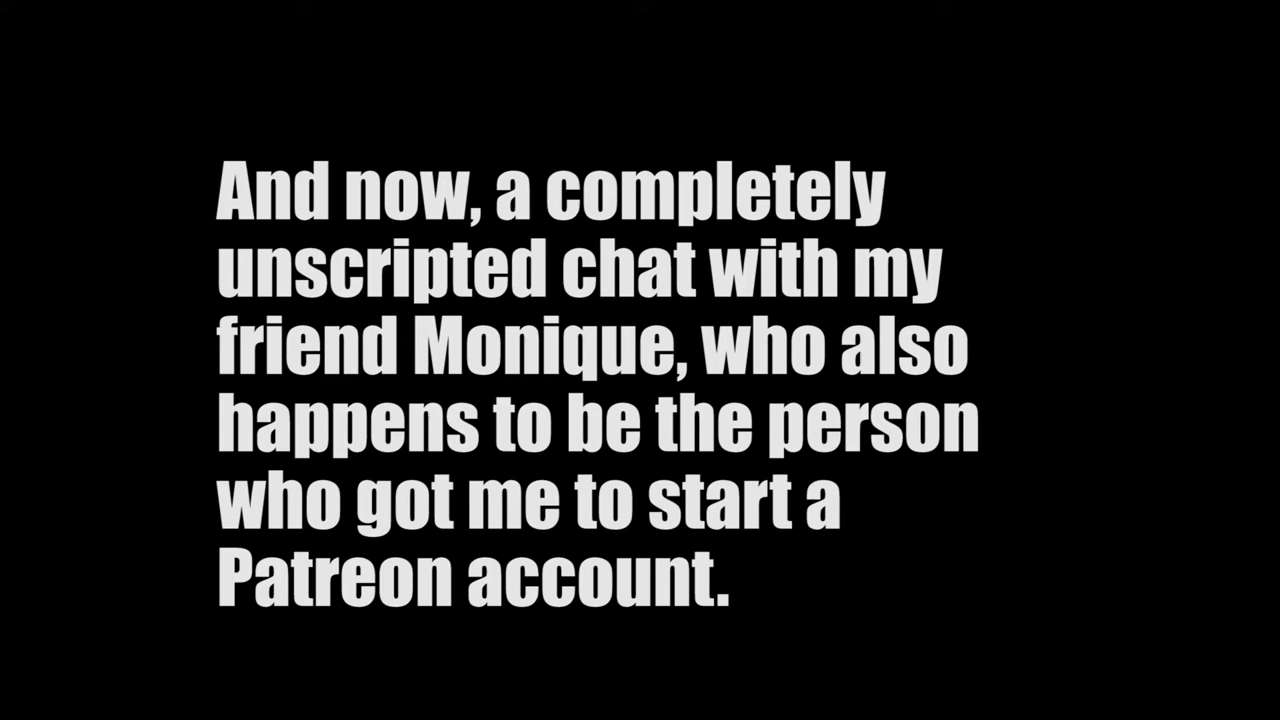 And now, a completely
unscripted chat with my
friend Monique, who also
happens to be the person
who got me to start a
Patreon account.